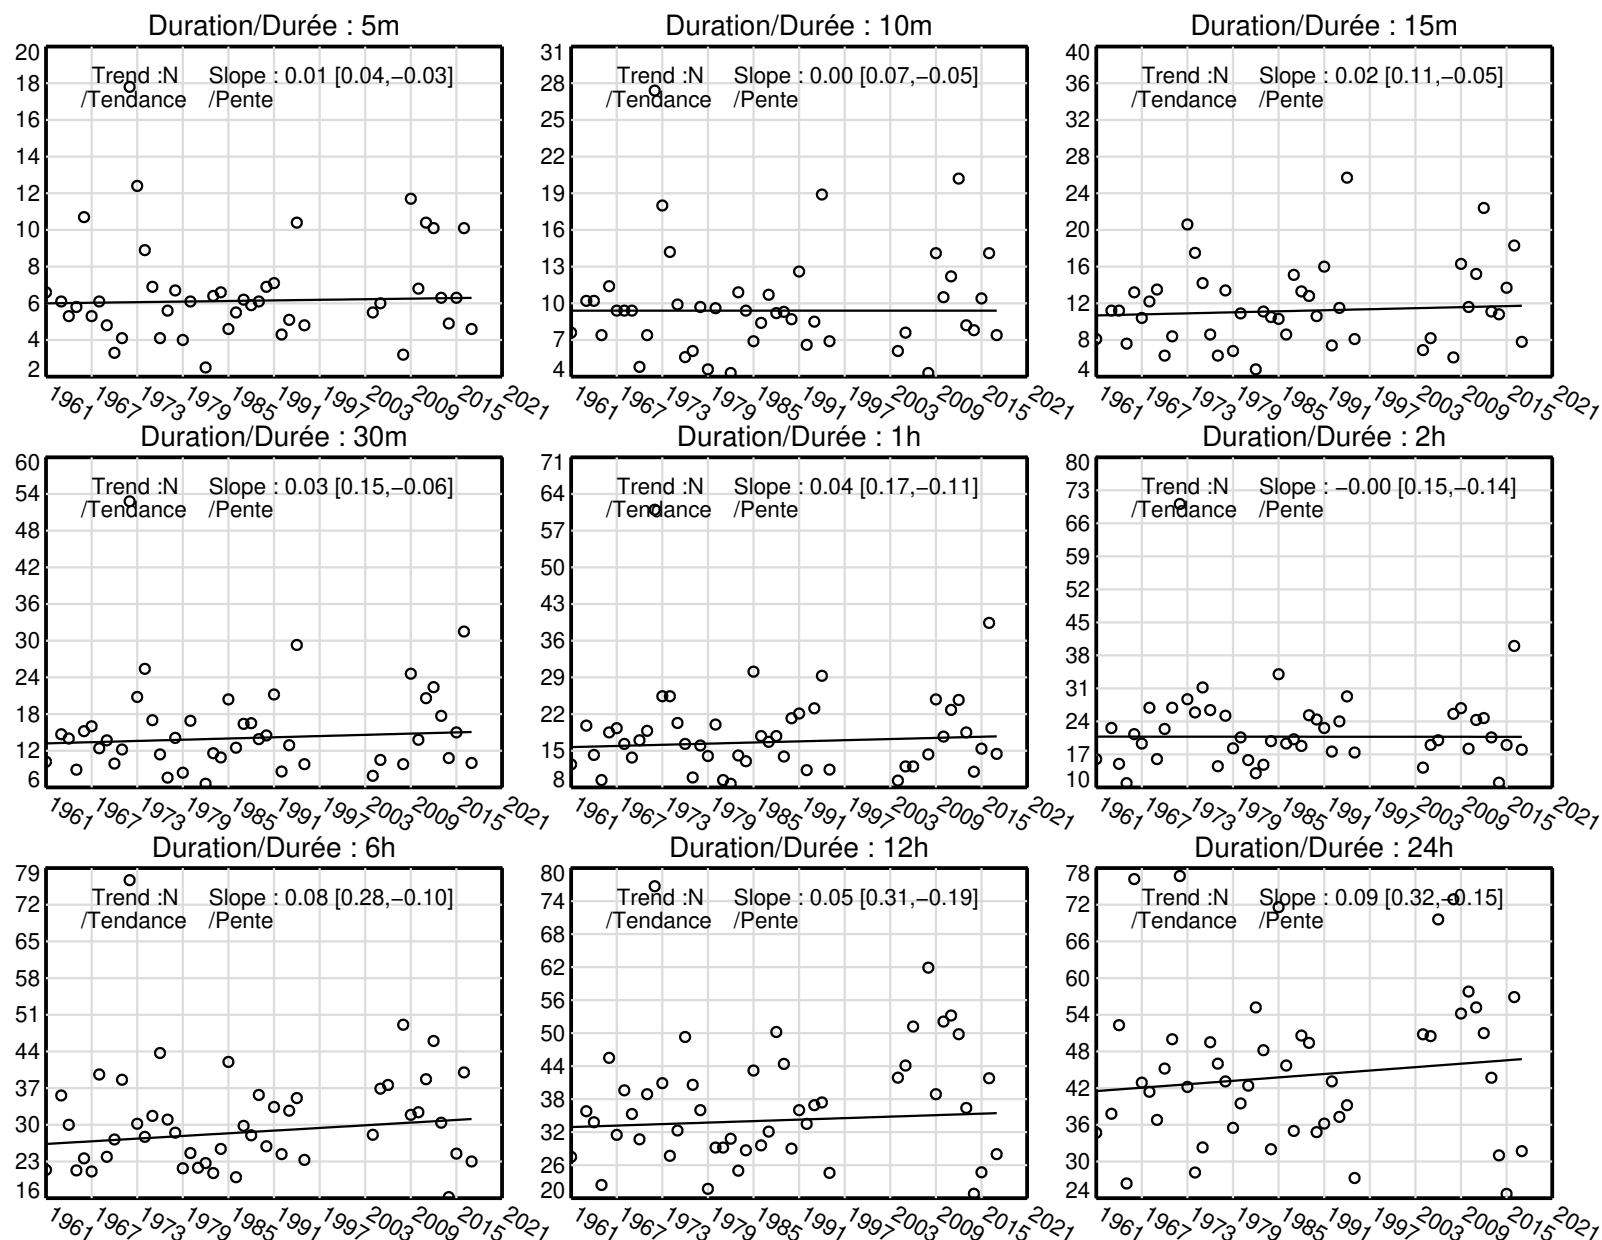 Duration/Durée : 5m
Trend :N Slope : 0.01 [0.04,−0.03]
/Tendance /Pente
20
18
16
14
12
10
8
6
4
2
1961 1967 1973 1979 1985 1991 1997 2003 2009 2015 2021
Duration/Durée : 10m
Trend :N Slope : 0.00 [0.07,−0.05]
/Tendance /Pente
31
28
25
22
19
16
13
10
7
4
1961 1967 1973 1979 1985 1991 1997 2003 2009 2015 2021
Duration/Durée : 15m
Trend :N Slope : 0.02 [0.11,−0.05]
/Tendance /Pente
40
36
32
28
24
20
16
12
8
4
1961 1967 1973 1979 1985 1991 1997 2003 2009 2015 2021
Duration/Durée : 30m
Trend :N Slope : 0.03 [0.15,−0.06]
/Tendance /Pente
60
54
48
42
36
30
24
18
12
6
1961 1967 1973 1979 1985 1991 1997 2003 2009 2015 2021
Duration/Durée : 1h
Trend :N Slope : 0.04 [0.17,−0.11]
/Tendance /Pente
71
64
57
50
43
36
29
22
15
8
1961 1967 1973 1979 1985 1991 1997 2003 2009 2015 2021
Duration/Durée : 2h
Trend :N Slope : −0.00 [0.15,−0.14]
/Tendance /Pente
80
73
66
59
52
45
38
31
24
17
10
1961 1967 1973 1979 1985 1991 1997 2003 2009 2015 2021
Duration/Durée : 6h
Trend :N Slope : 0.08 [0.28,−0.10]
/Tendance /Pente
79
72
65
58
51
44
37
30
23
16
1961 1967 1973 1979 1985 1991 1997 2003 2009 2015 2021
Duration/Durée : 12h
Trend :N Slope : 0.05 [0.31,−0.19]
/Tendance /Pente
80
74
68
62
56
50
44
38
32
26
20
1961 1967 1973 1979 1985 1991 1997 2003 2009 2015 2021
Duration/Durée : 24h
Trend :N Slope : 0.09 [0.32,−0.15]
/Tendance /Pente
78
72
66
60
54
48
42
36
30
24
1961 1967 1973 1979 1985 1991 1997 2003 2009 2015 2021